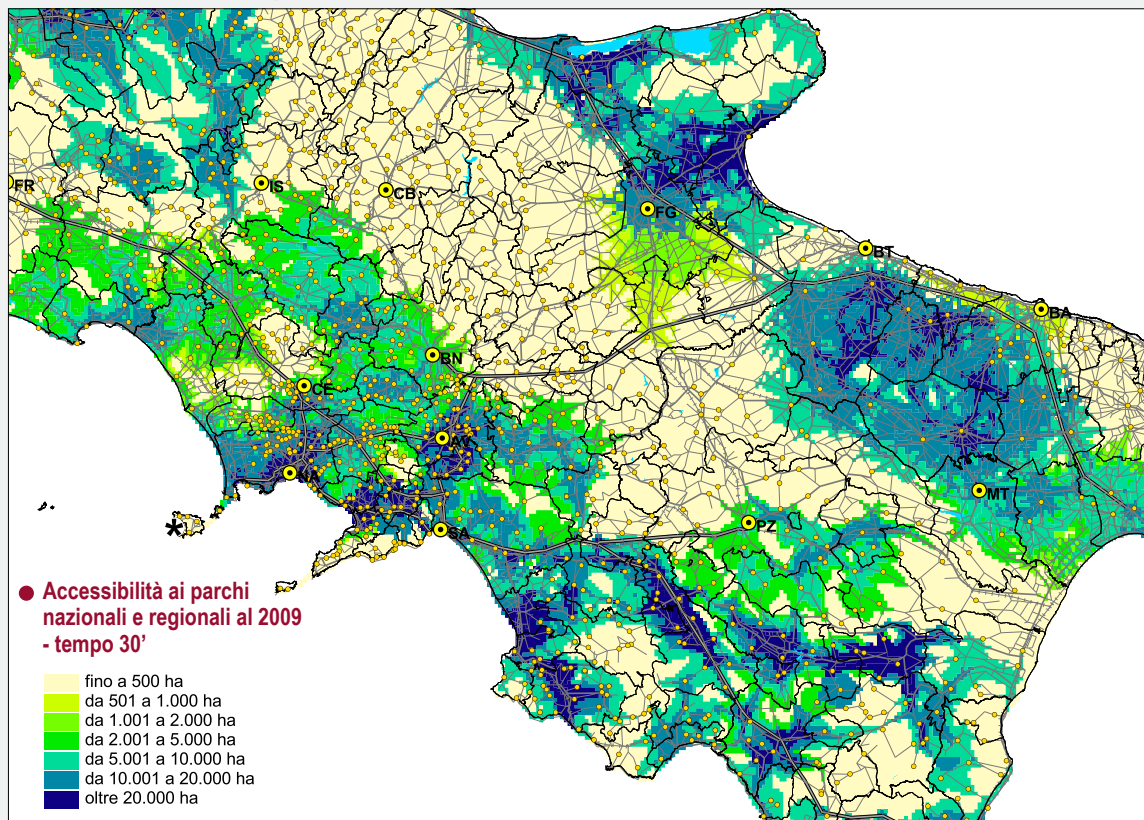 FR
IS
CB
FG
BT
BA
BN
CE
AV
NA
MT
SA
PZ
*
Accessibilità ai parchi
nazionali e regionali al 2009
- tempo 30’
fino a 500 ha
da 501 a 1.000 ha
da 1.001 a 2.000 ha
da 2.001 a 5.000 ha
da 5.001 a 10.000 ha
da 10.001 a 20.000 ha
oltre 20.000 ha